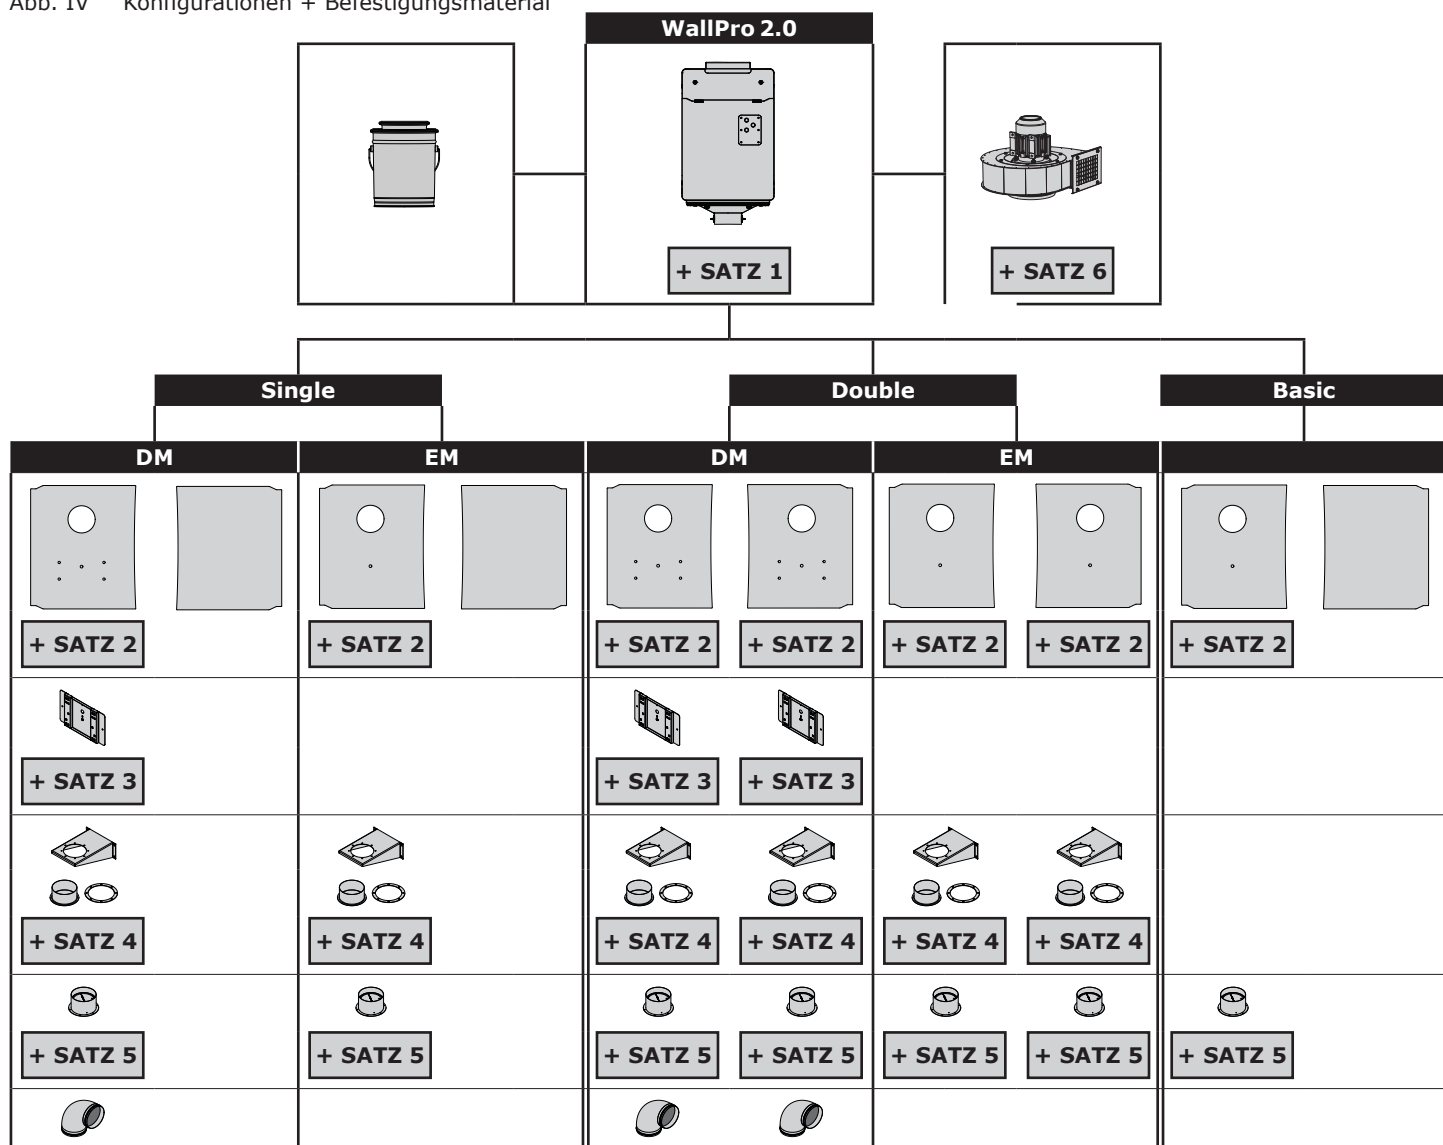 Abb. IV Konfigurationen + Befestigungsmaterial
WallPro 2.0
+ SATZ 1
+ SATZ 6
Single
Double
Basic
DM
EM
DM
EM
+ SATZ 2
+ SATZ 2
+ SATZ 2
+ SATZ 2
+ SATZ 2
+ SATZ 2
+ SATZ 2
+ SATZ 3
+ SATZ 3
+ SATZ 3
+ SATZ 4
+ SATZ 4
+ SATZ 4
+ SATZ 4
+ SATZ 4
+ SATZ 4
+ SATZ 5
+ SATZ 5
+ SATZ 5
+ SATZ 5
+ SATZ 5
+ SATZ 5
+ SATZ 5